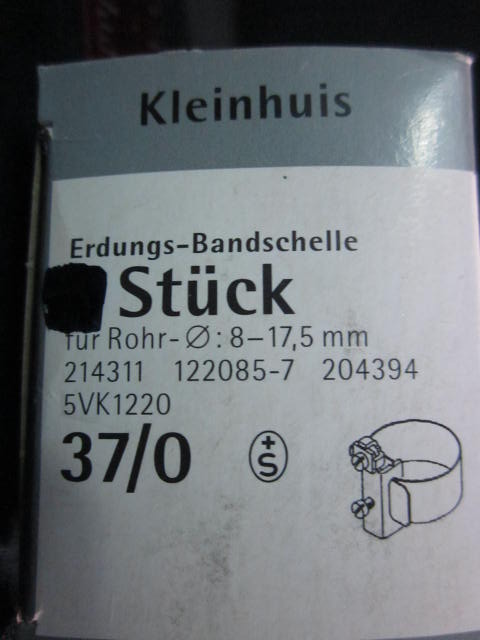 Kleinhuis
Erdungs-Bandschelle
Stück
für Rohr-Ø: 8–17,5 mm
214311 122085-7 204394
5VK1220
37/0
+S